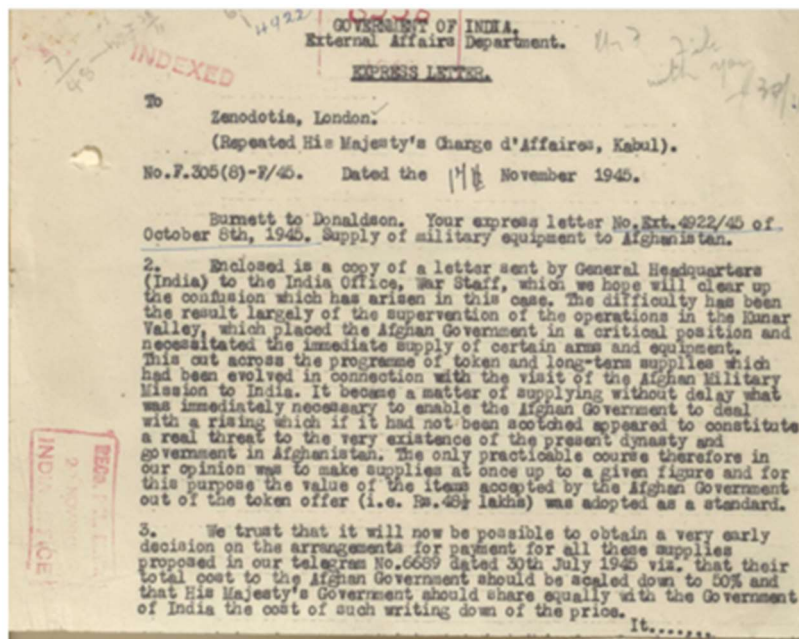 4922
GOVERNMENT OF INDIA.
External Affairs Department.
INDEXED
EXPRESS LETTER.
To
Zenodotia, London.
(Repeated His Majesty's Charge d'Affaires, Kabul).
No.F.305(8)-F/45. Dated the 17th November 1945.
Burnett to Donaldson. Your express letter No.Ext.4922/45 of
October 8th, 1945. Supply of military equipment to Afghanistan.
2. Enclosed is a copy of a letter sent by General Headquarters
(India) to the India Office, War Staff, which we hope will clear up
the confusion which has arisen in this case. The difficulty has been
the result largely of the supervention of the operations in the Kunar
Valley, which placed the Afghan Government in a critical position and
necessitated the immediate supply of certain arms and equipment.
This cut across the programme of token and long-term supplies which
had been evolved in connection with the visit of the Afghan Military
Mission to India. It became a matter of supplying without delay what
was immediately necessary to enable the Afghan Government to deal
with a rising which if it had not been scotched appeared to constitute
a real threat to the very existence of the present dynasty and
government in Afghanistan. The only practicable course therefore in
our opinion was to make supplies at once up to a given figure and for
this purpose the value of the items accepted by the Afghan Government
out of the token offer (i.e. Rs.48½ lakhs) was adopted as a standard.
3. We trust that it will now be possible to obtain a very early
decision on the arrangements for payment for all these supplies
proposed in our telegram No.6689 dated 30th July 1945 viz. that their
total cost to the Afghan Government should be scaled down to 50% and
that His Majesty's Government should share equally with the Government
of India the cost of such writing down of the price.
It.......